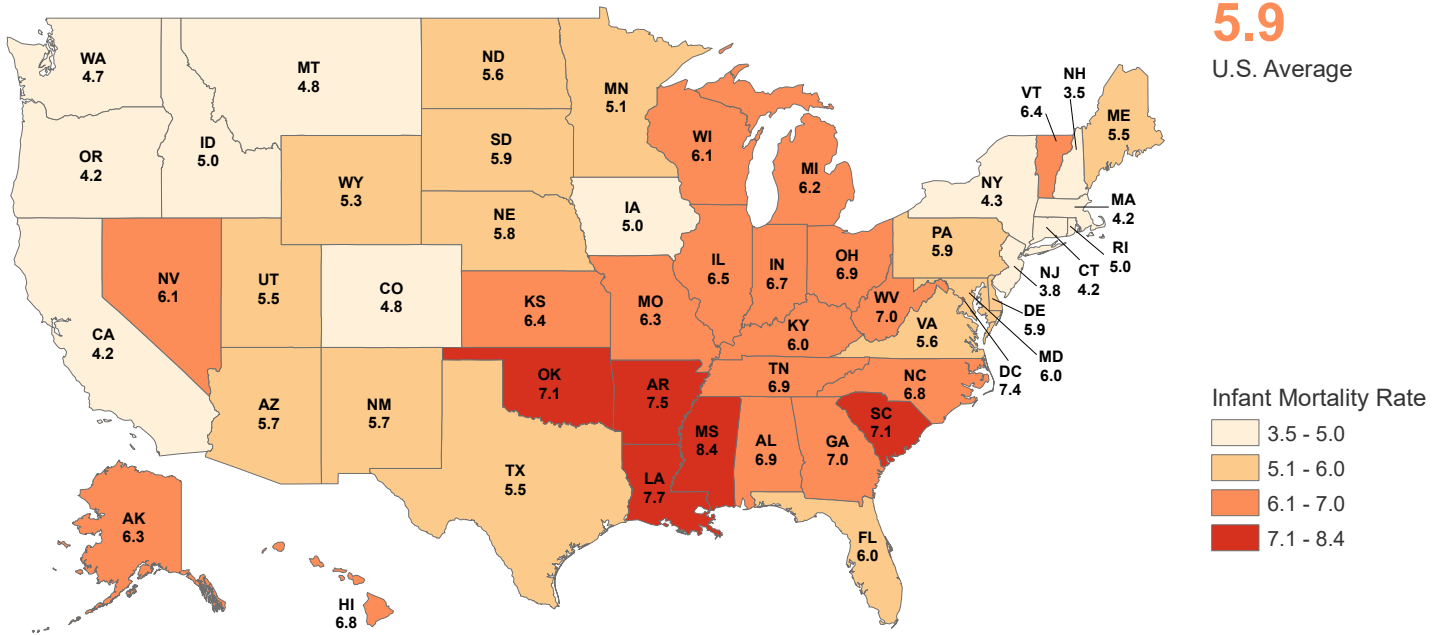 5.9
U.S. Average
WA
4.7
MT
4.8
ND
5.6
MN
5.1
OR
4.2
ID
5.0
WY
5.3
SD
5.9
WI
6.1
MI
6.2
NY
4.3
VT
6.4
NH
3.5
ME
5.5
MA
4.2
RI
5.0
CT
4.2
NJ
3.8
PA
5.9
DE
5.9
MD
6.0
DC
7.4
NV
6.1
UT
5.5
CO
4.8
NE
5.8
IA
5.0
IL
6.5
IN
6.7
OH
6.9
WV
7.0
VA
5.6
CA
4.2
KS
6.4
MO
6.3
KY
6.0
TN
6.9
NC
6.8
AZ
5.7
NM
5.7
OK
7.1
AR
7.5
MS
8.4
AL
6.9
GA
7.0
SC
7.1
TX
5.5
LA
7.7
FL
6.0
AK
6.3
HI
6.8
Infant Mortality Rate
3.5 - 5.0
5.1 - 6.0
6.1 - 7.0
7.1 - 8.4